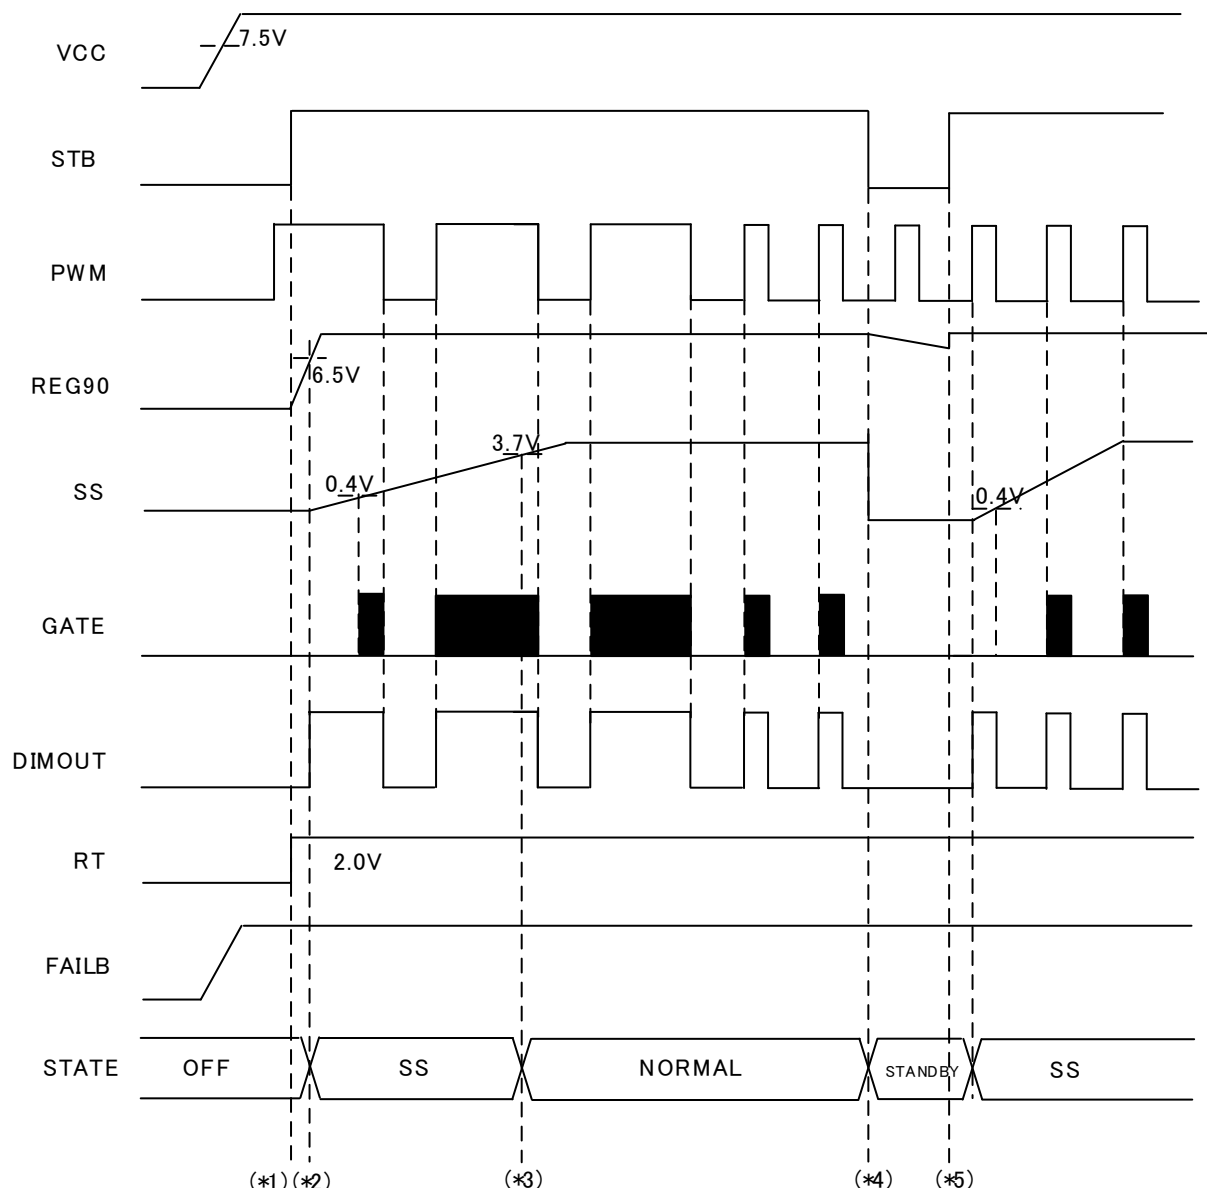 VCC
7.5V
STB
PWM
REG90
6.5V
SS
0.4V
3.7V
0.4V
GATE
DIMOUT
RT
2.0V
FAILB
STATE
OFF
SS
NORMAL
STANDBY
SS
(*1)
(*2)
(*3)
(*4)
(*5)